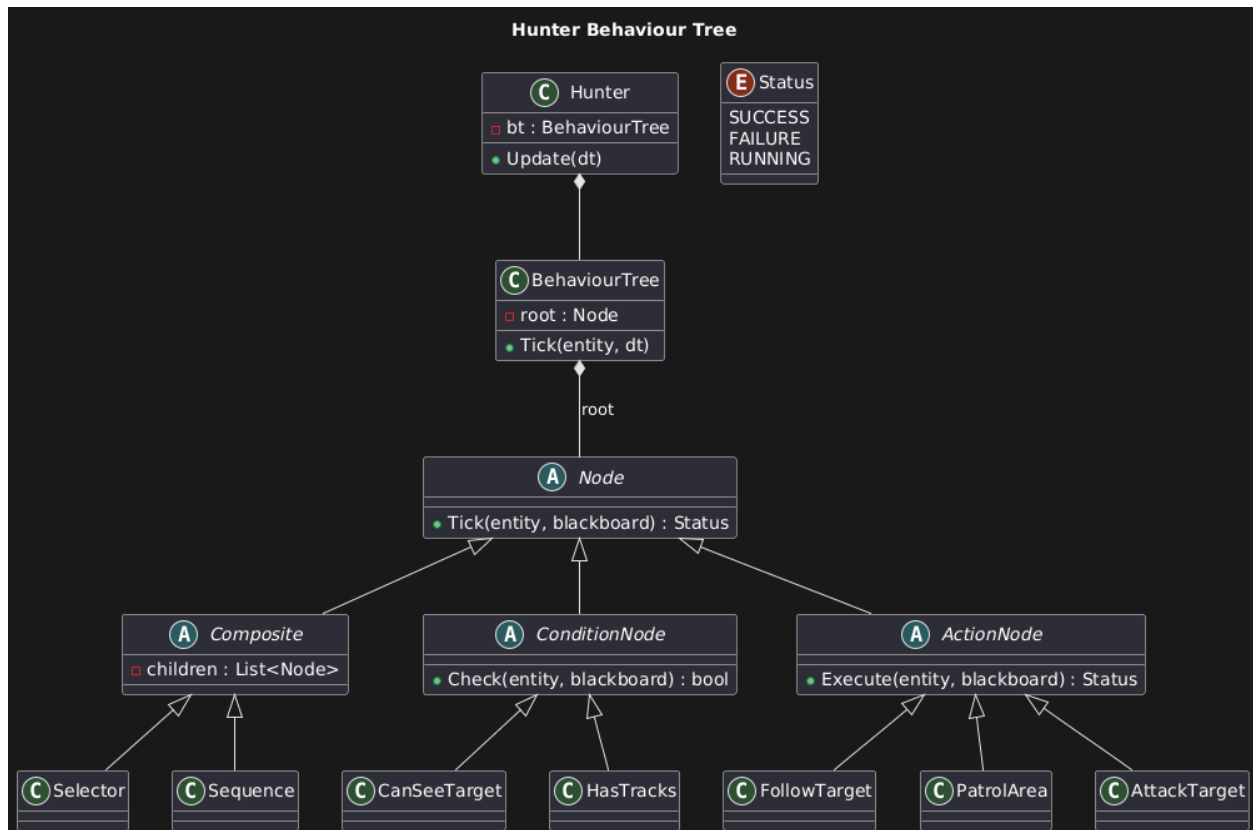 Hunter Behaviour Tree
C Hunter
bt : BehaviourTree
Update(dt)
E Status
SUCCESS
FAILURE
RUNNING
C BehaviourTree
root : Node
Tick(entity, dt)
root
A Node
Tick(entity, blackboard) : Status
A Composite
children : List<Node>
A ConditionNode
Check(entity, blackboard) : bool
A ActionNode
Execute(entity, blackboard) : Status
C Selector
C Sequence
C CanSeeTarget
C HasTracks
C FollowTarget
C PatrolArea
C AttackTarget